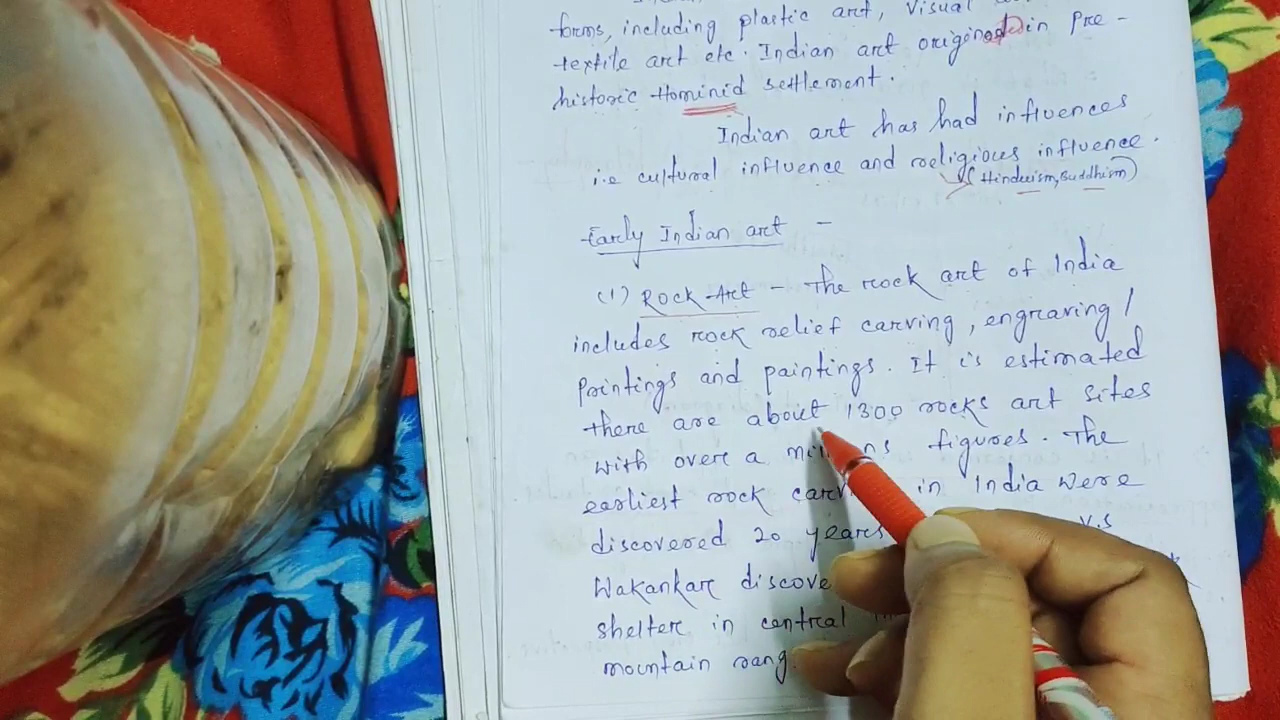 forms, including plastic art, visual
textile art etc. Indian art originated in pre-
historic Hominid settlement.
Indian art has had influences
i.e cultural influence and religious influence.
(Hinduism, Buddhism)
Early Indian art -
(1) Rock-Art - The rock art of India
includes rock relief carving, engraving /
printings and paintings. It is estimated
there are about 1300 rocks art sites
with over a figures. The
earliest rock in India were
discovered 20 years v.s
Wakankar
shelter in central
mountain rang